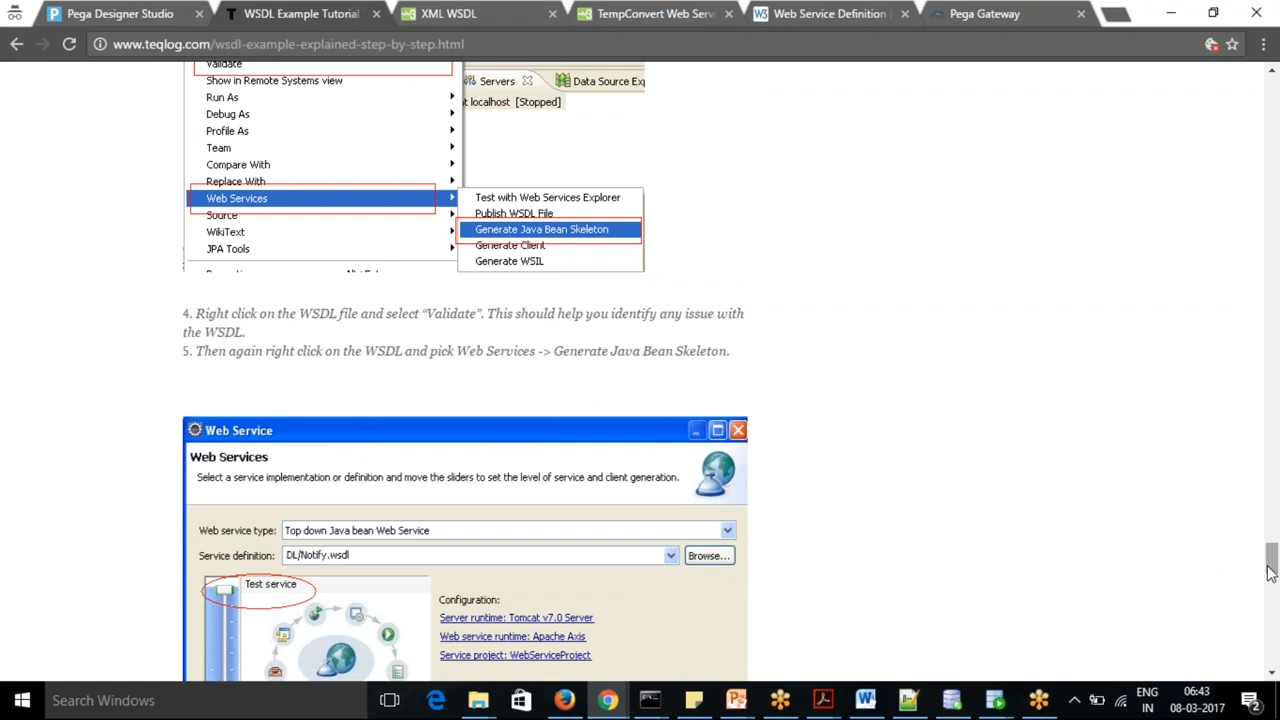 Pega Designer Studio
WSDL Example Tutorial
XML WSDL
TempConvert Web Serv
Web Service Definition
Pega Gateway
www.teqlog.com/wsdl-example-explained-step-by-step.html
Validate
Show in Remote Systems view
Run As
Debug As
Profile As
Team
Compare With
Replace With
Web Services
Source
WikiText
JPA Tools
Servers
Data Source Exp
t localhost [Stopped]
Test with Web Services Explorer
Publish WSDL File
Generate Java Bean Skeleton
Generate Client
Generate WSIL
4. Right click on the WSDL file and select “Validate”. This should help you identify any issue with
the WSDL.
5. Then again right click on the WSDL and pick Web Services -> Generate Java Bean Skeleton.
Web Service
Web Services
Select a service implementation or definition and move the sliders to set the level of service and client generation.
Web service type: Top down Java bean Web Service
Service definition: DL/Notify.wsdl Browse...
Test service
Configuration:
Server runtime: Tomcat v7.0 Server
Web service runtime: Apache Axis
Service project: WebServiceProject
Search Windows
ENG
IN
06:43
08-03-2017
2